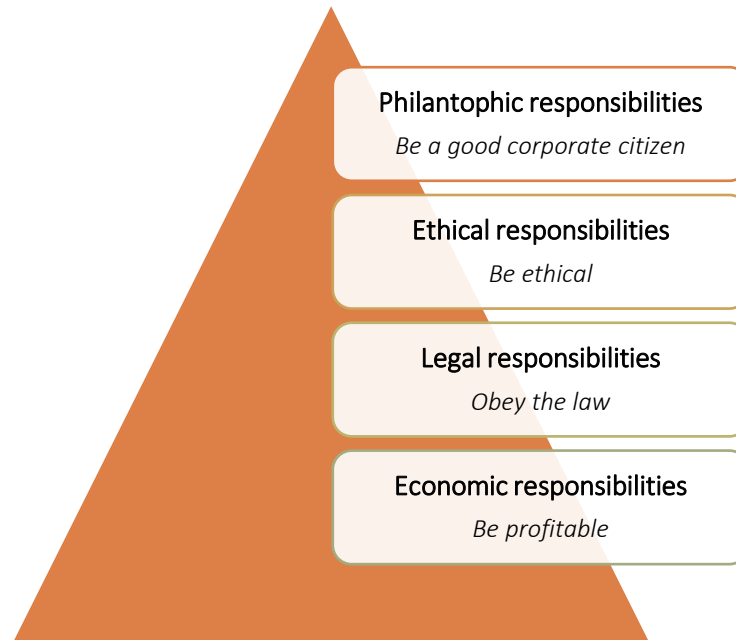 Philantophic responsibilities
Be a good corporate citizen
Ethical responsibilities
Be ethical
Legal responsibilities
Obey the law
Economic responsibilities
Be profitable